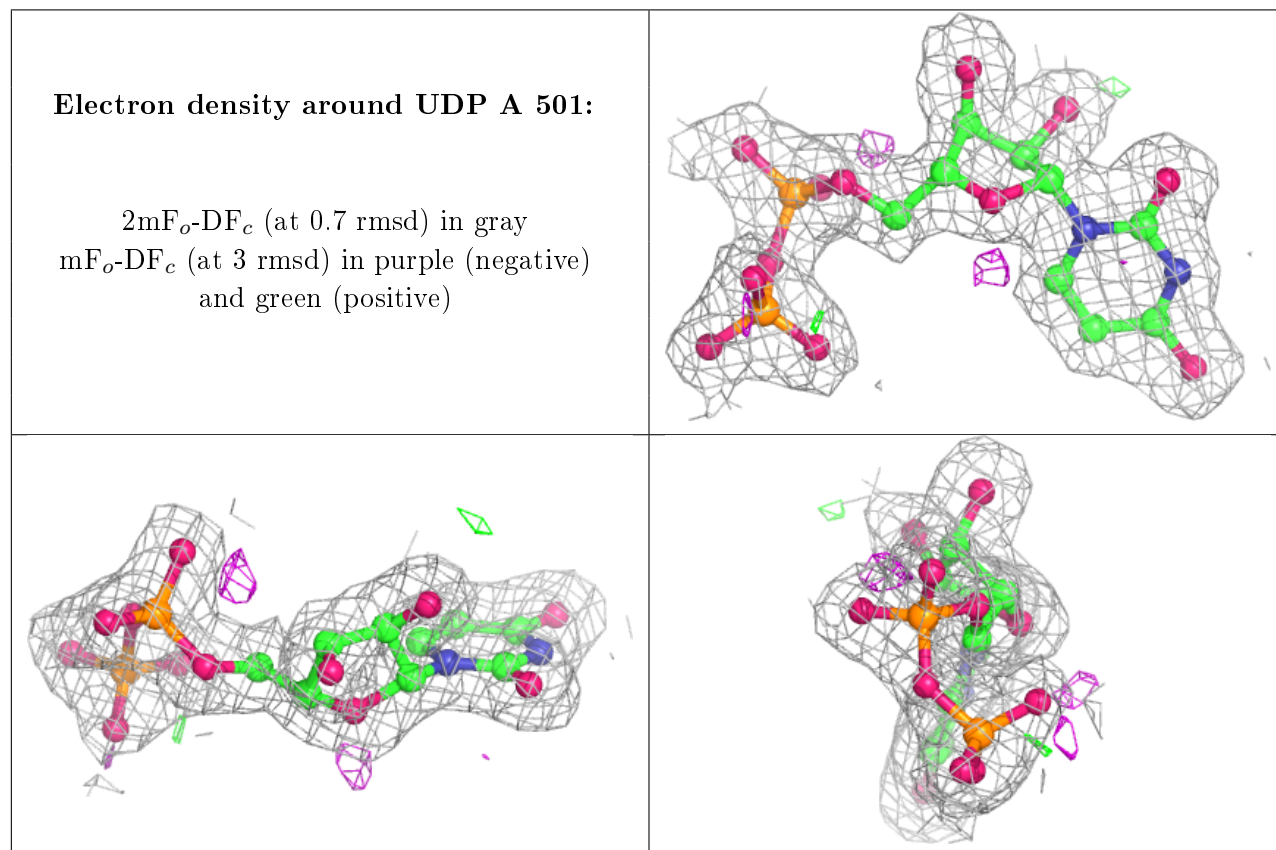 Electron density around UDP A 501:
2mFₒ-DF𝒸 (at 0.7 rmsd) in gray
mFₒ-DF𝒸 (at 3 rmsd) in purple (negative)
and green (positive)